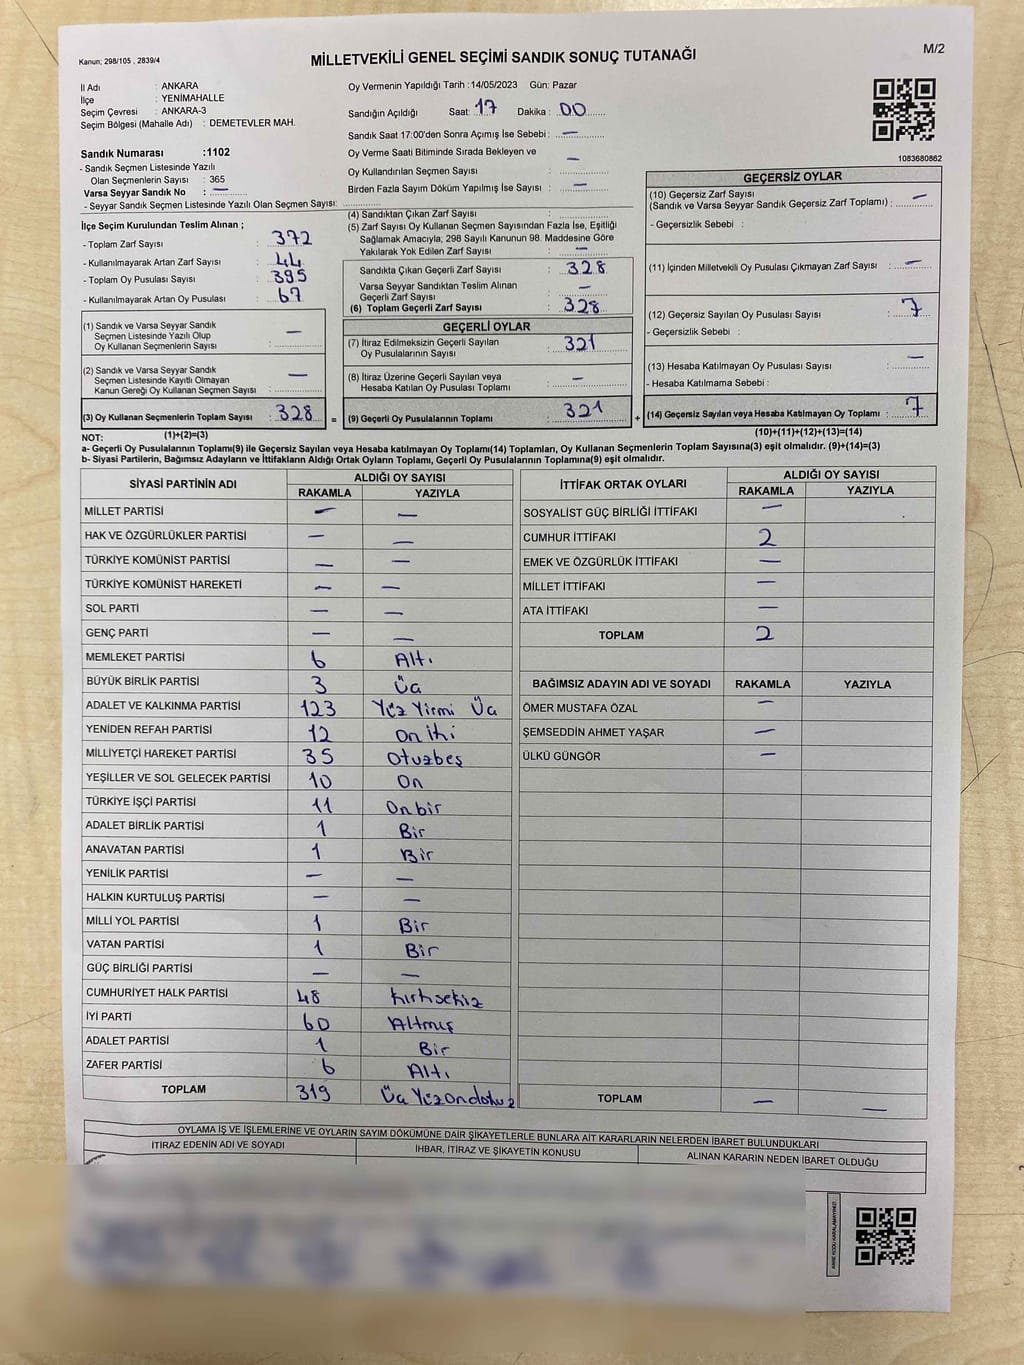 Kanun; 298/105 , 2839/4
MİLLETVEKİLİ GENEL SEÇİMİ SANDIK SONUÇ TUTANAĞI
M/2
İl Adı : ANKARA
İlçe : YENİMAHALLE
Seçim Çevresi : ANKARA-3
Seçim Bölgesi (Mahalle Adı) : DEMETEVLER MAH.
Sandık Numarası :1102
- Sandık Seçmen Listesinde Yazılı
Olan Seçmenlerin Sayısı : 365
Varsa Seyyar Sandık No : —
- Seyyar Sandık Seçmen Listesinde Yazılı Olan Seçmen Sayısı:
Oy Vermenin Yapıldığı Tarih :14/05/2023 Gün: Pazar
Sandığın Açıldığı Saat: 17 Dakika : 00
Sandık Saat 17:00'den Sonra Açımış İse Sebebi : —
Oy Verme Saati Bitiminde Sırada Bekleyen ve
Oy Kullandırılan Seçmen Sayısı : —
Birden Fazla Sayım Döküm Yapılmış İse Sayısı : —
1083680862
İlçe Seçim Kurulundan Teslim Alınan ;
- Toplam Zarf Sayısı : 372
- Kullanılmayarak Artan Zarf Sayısı : 44
- Toplam Oy Pusulası Sayısı : 395
- Kullanılmayarak Artan Oy Pusulası : 67
(1) Sandık ve Varsa Seyyar Sandık
Seçmen Listesinde Yazılı Olup
Oy Kullanan Seçmenlerin Sayısı : —
(2) Sandık ve Varsa Seyyar Sandık
Seçmen Listesinde Kayıtlı Olmayan
Kanun Gereği Oy Kullanan Seçmen Sayısı : —
(3) Oy Kullanan Seçmenlerin Toplam Sayısı : 328
(1)+(2)=(3)
(4) Sandıktan Çıkan Zarf Sayısı :
(5) Zarf Sayısı Oy Kullanan Seçmen Sayısından Fazla İse, Eşitliği
Sağlamak Amacıyla; 298 Sayılı Kanunun 98. Maddesine Göre
Yakılarak Yok Edilen Zarf Sayısı : —
Sandıkta Çıkan Geçerli Zarf Sayısı : 328
Varsa Seyyar Sandıktan Teslim Alınan
Geçerli Zarf Sayısı : —
(6) Toplam Geçerli Zarf Sayısı : 328
GEÇERLİ OYLAR
(7) İtiraz Edilmeksizin Geçerli Sayılan
Oy Pusulalarının Sayısı : 321
(8) İtiraz Üzerine Geçerli Sayılan veya
Hesaba Katılan Oy Pusulası Toplamı : —
= (9) Geçerli Oy Pusulalarının Toplamı : 321
GEÇERSİZ OYLAR
(10) Geçersiz Zarf Sayısı
(Sandık ve Varsa Seyyar Sandık Geçersiz Zarf Toplamı) : —
- Geçersizlik Sebebi :
(11) İçinden Milletvekili Oy Pusulası Çıkmayan Zarf Sayısı : —
(12) Geçersiz Sayılan Oy Pusulası Sayısı : 7
- Geçersizlik Sebebi :
(13) Hesaba Katılmayan Oy Pusulası Sayısı : —
- Hesaba Katılmama Sebebi :
+ (14) Geçersiz Sayılan veya Hesaba Katılmayan Oy Toplamı : 7
(10)+(11)+(12)+(13)=(14)
NOT:
a- Geçerli Oy Pusulalarının Toplamı(9) ile Geçersiz Sayılan veya Hesaba katılmayan Oy Toplamı(14) Toplamları, Oy Kullanan Seçmenlerin Toplam Sayısına(3) eşit olmalıdır. (9)+(14)=(3)
b- Siyasi Partilerin, Bağımsız Adayların ve İttifakların Aldığı Ortak Oyların Toplamı, Geçerli Oy Pusulalarının Toplamına(9) eşit olmalıdır.
SİYASİ PARTİNİN ADI ALDIĞI OY SAYISI
RAKAMLA YAZIYLA
MİLLET PARTİSİ — —
HAK VE ÖZGÜRLÜKLER PARTİSİ — —
TÜRKİYE KOMÜNİST PARTİSİ — —
TÜRKİYE KOMÜNİST HAREKETİ — —
SOL PARTİ — —
GENÇ PARTİ — —
MEMLEKET PARTİSİ 6 Altı
BÜYÜK BİRLİK PARTİSİ 3 Üç
ADALET VE KALKINMA PARTİSİ 123 Yüz Yirmi Üç
YENİDEN REFAH PARTİSİ 12 On iki
MİLLİYETÇİ HAREKET PARTİSİ 35 Otuzbeş
YEŞİLLER VE SOL GELECEK PARTİSİ 10 On
TÜRKİYE İŞÇİ PARTİSİ 11 Onbir
ADALET BİRLİK PARTİSİ 1 Bir
ANAVATAN PARTİSİ 1 Bir
YENİLİK PARTİSİ — —
HALKIN KURTULUŞ PARTİSİ — —
MİLLİ YOL PARTİSİ 1 Bir
VATAN PARTİSİ 1 Bir
GÜÇ BİRLİĞİ PARTİSİ — —
CUMHURİYET HALK PARTİSİ 48 Kırksekiz
İYİ PARTİ 60 Altmış
ADALET PARTİSİ 1 Bir
ZAFER PARTİSİ 6 Altı
TOPLAM 319 Üç Yüz Ondokuz
İTTİFAK ORTAK OYLARI ALDIĞI OY SAYISI
RAKAMLA YAZIYLA
SOSYALİST GÜÇ BİRLİĞİ İTTİFAKI —
CUMHUR İTTİFAKI 2
EMEK VE ÖZGÜRLÜK İTTİFAKI —
MİLLET İTTİFAKI —
ATA İTTİFAKI —
TOPLAM 2
BAĞIMSIZ ADAYIN ADI VE SOYADI RAKAMLA YAZIYLA
ÖMER MUSTAFA ÖZAL —
ŞEMSEDDİN AHMET YAŞAR —
ÜLKÜ GÜNGÖR —
TOPLAM — —
OYLAMA İŞ VE İŞLEMLERİNE VE OYLARIN SAYIM DÖKÜMÜNE DAİR ŞİKAYETLERLE BUNLARA AİT KARARLARIN NELERDEN İBARET BULUNDUKLARI
İTİRAZ EDENİN ADI VE SOYADI İHBAR, İTİRAZ VE ŞİKAYETİN KONUSU ALINAN KARARIN NEDEN İBARET OLDUĞU